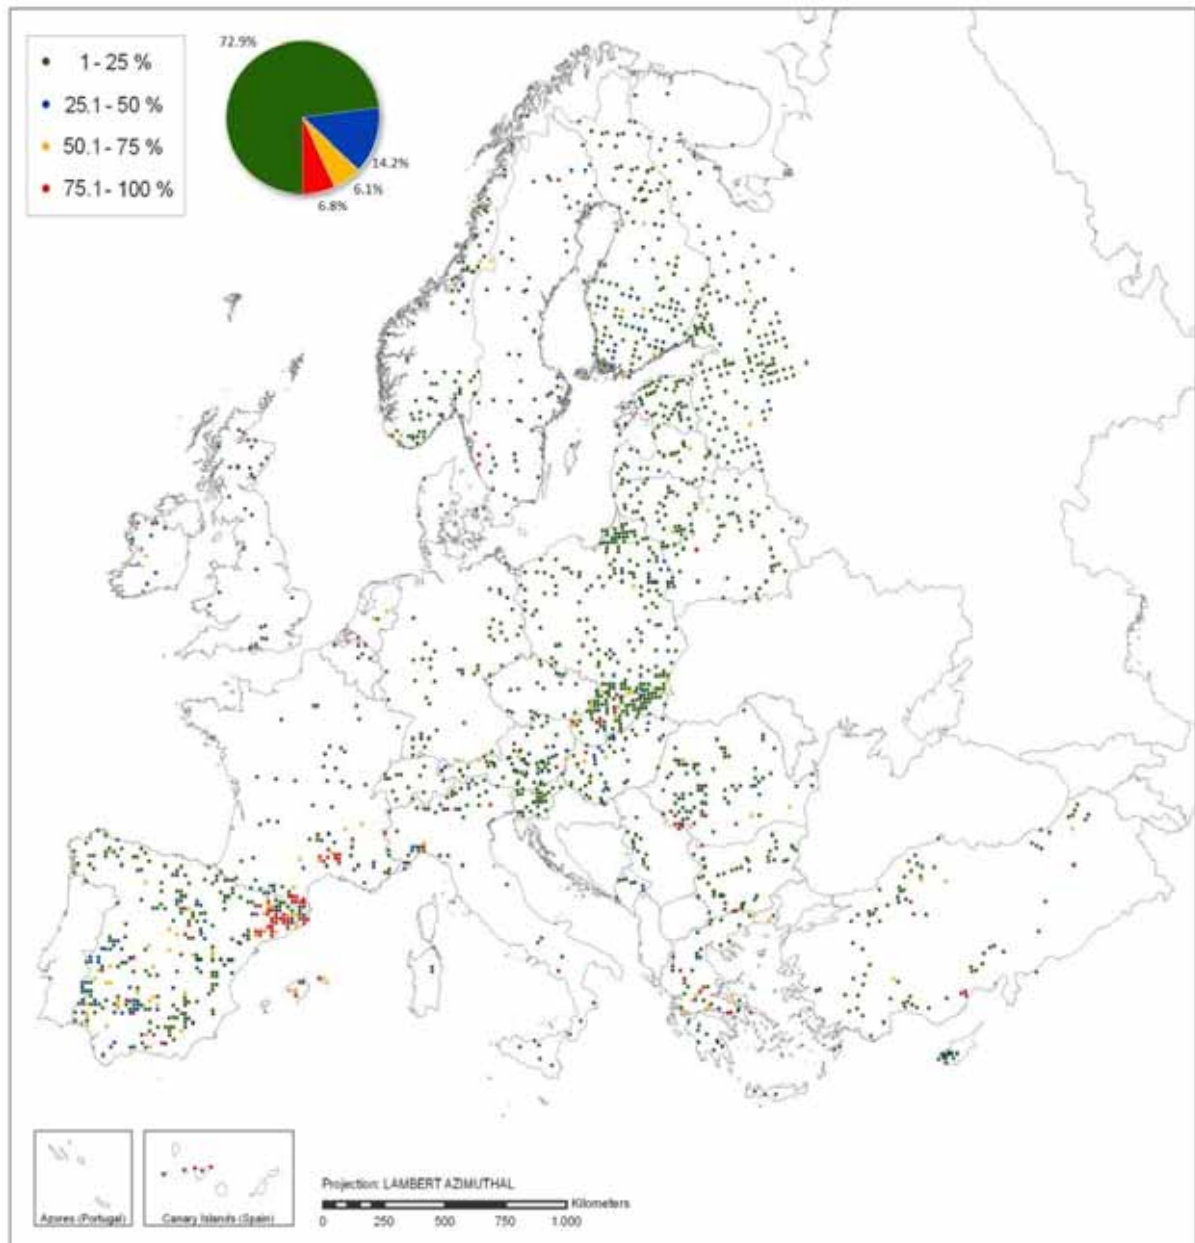 72.9%
1 - 25 %
25.1 - 50 %
50.1 - 75 %
75.1 - 100 %
14.2%
6.1%
6.8%
Projection: LAMBERT AZIMUTHAL
Kilometers
0 250 500 750 1.000
Azores (Portugal)
Canary Islands (Spain)